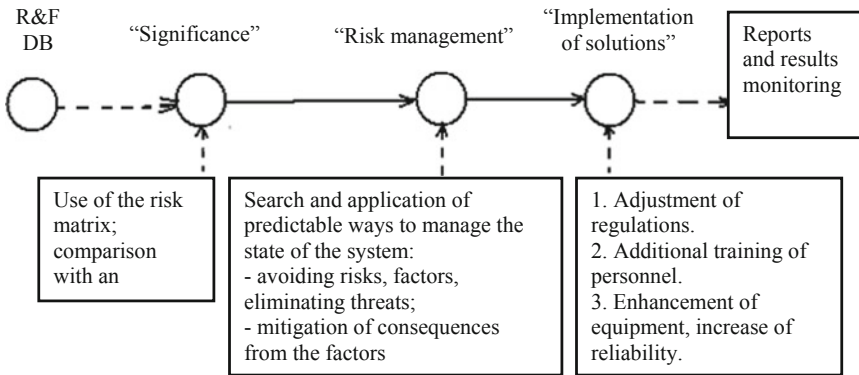 R&F
DB
“Significance”
“Risk management”
“Implementation
of solutions”
Reports
and results
monitoring
Use of the risk
matrix;
comparison
with an
Search and application of
predictable ways to manage the
state of the system:
- avoiding risks, factors,
eliminating threats;
- mitigation of consequences
from the factors
1. Adjustment of
regulations.
2. Additional training of
personnel.
3. Enhancement of
equipment, increase of
reliability.